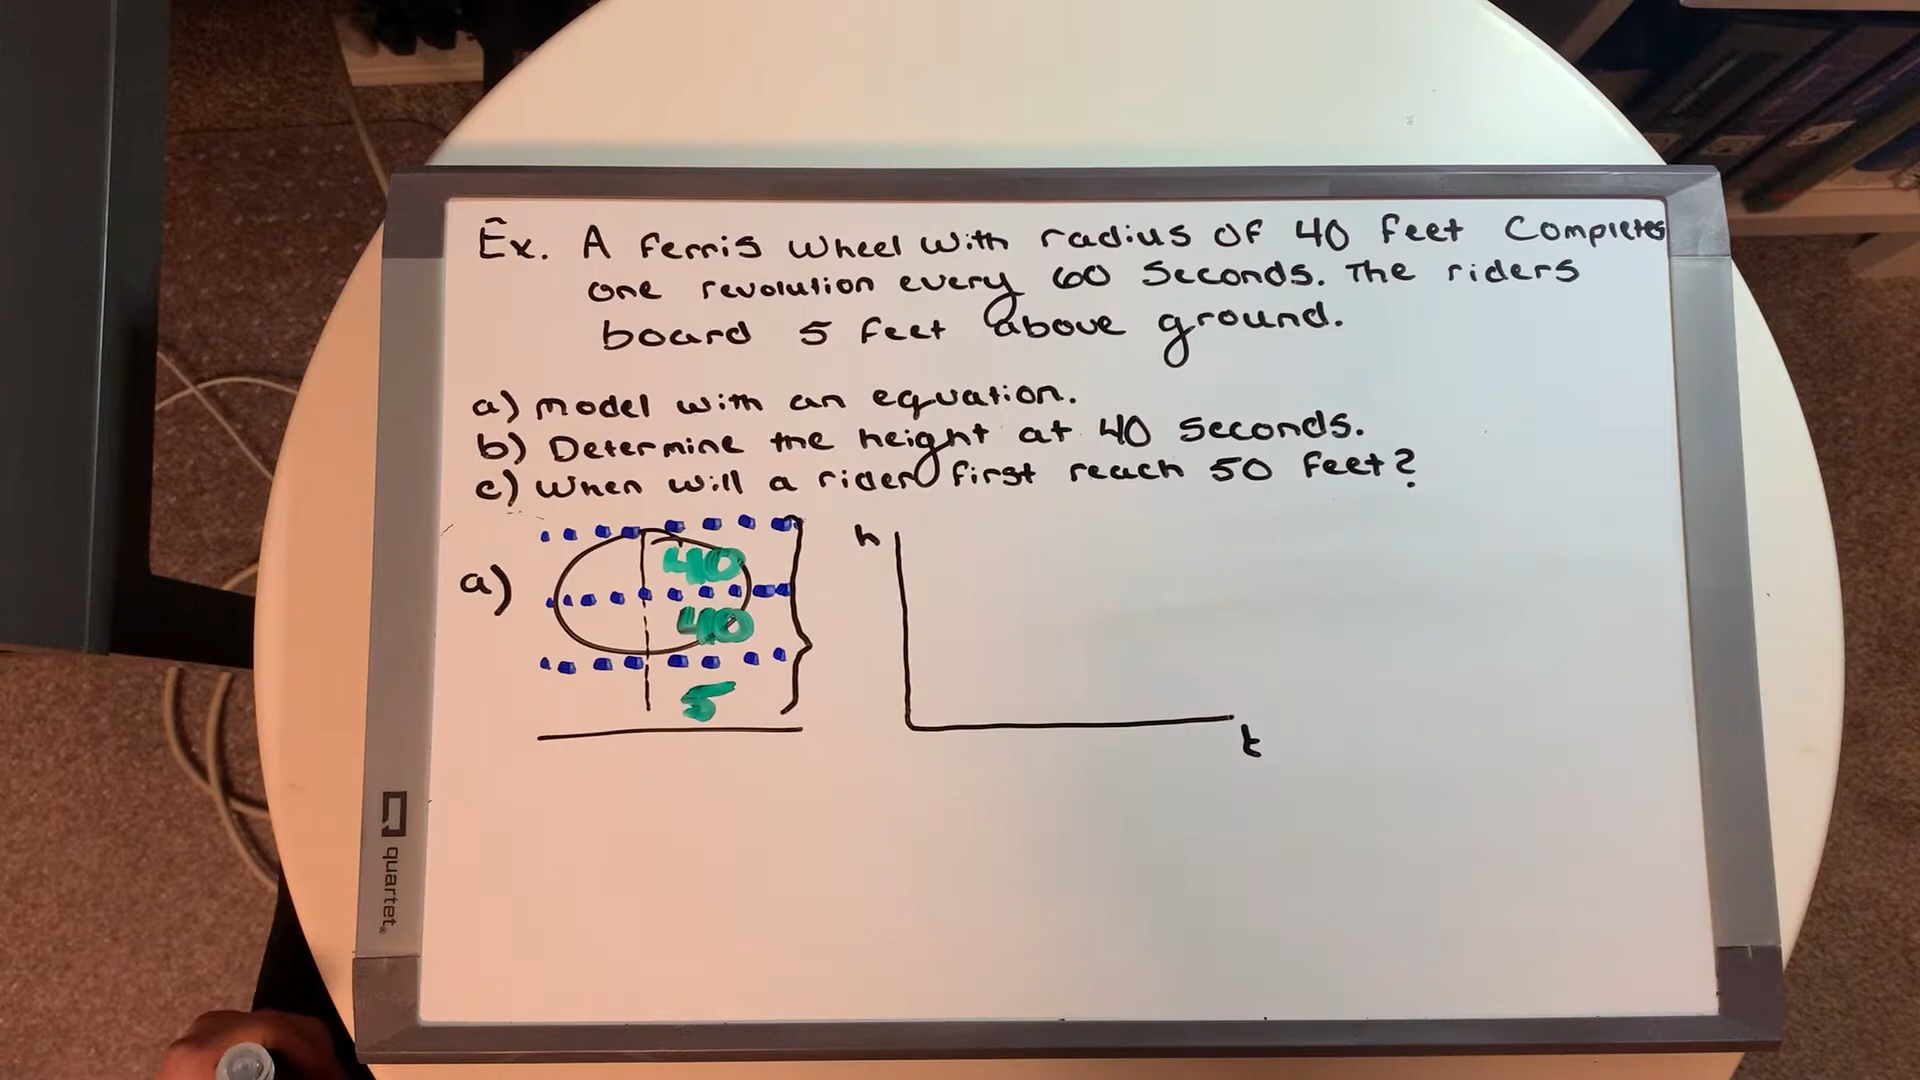 Ex. A ferris wheel with radius of 40 feet completes
one revolution every 60 seconds. The riders
board 5 feet above ground.
a) model with an equation.
b) Determine the height at 40 seconds.
c) when will a rider first reach 50 feet?
a)
40
40
5
h
t
quartet